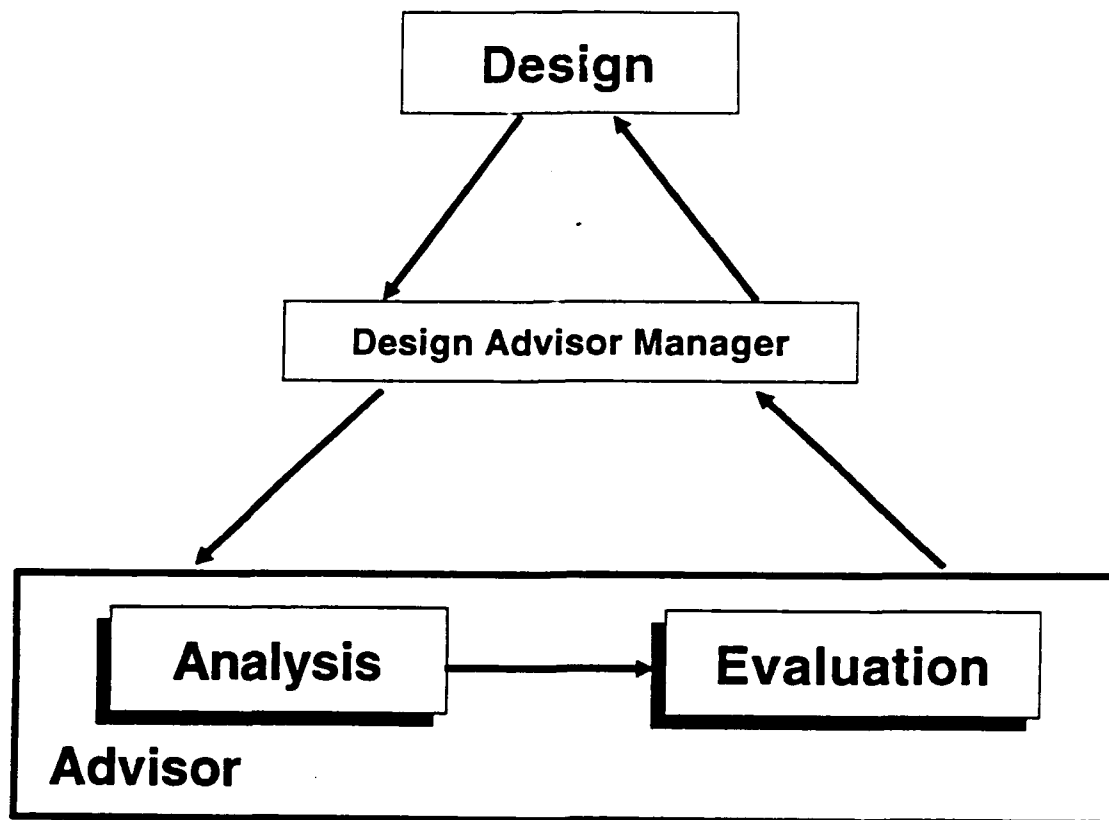 Design
Design Advisor Manager
Analysis
Evaluation
Advisor